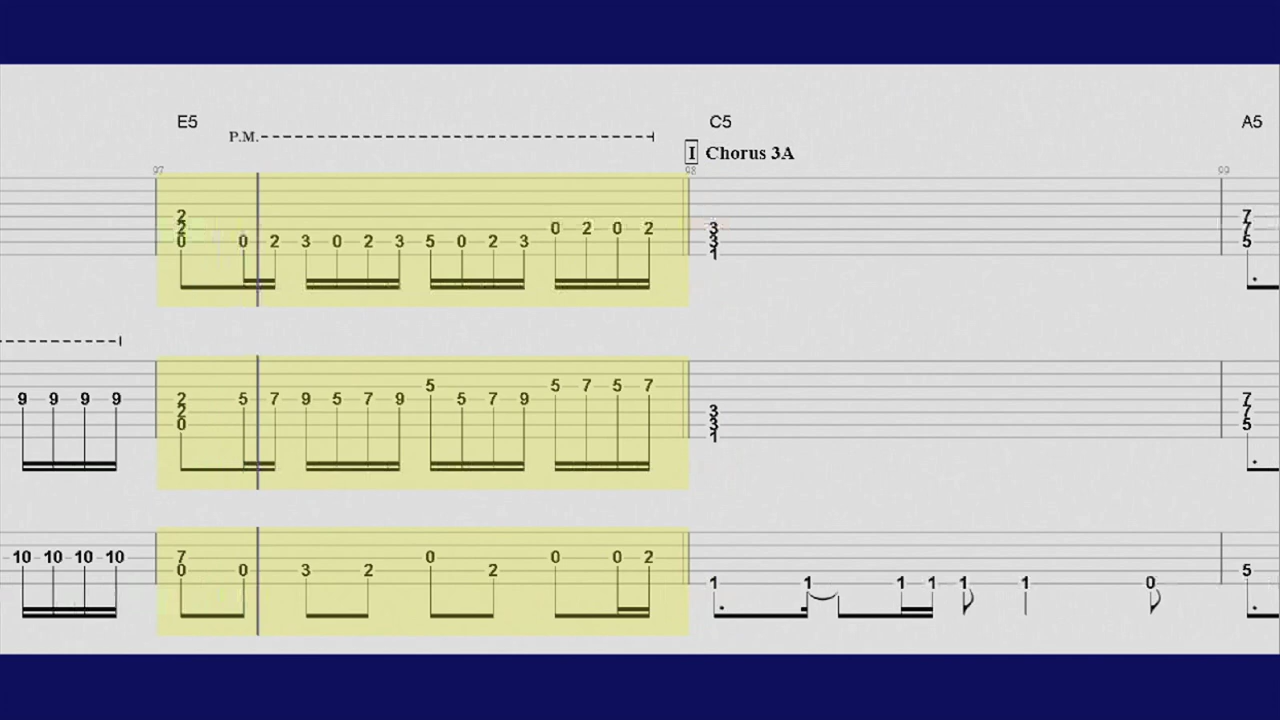 E5 C5 A5
P.M.
I Chorus 3A
97 98 99
2 7
2 0 2 0 2 3 7
0 0 2 3 0 2 3 5 0 2 3 3 5
1
5 5 7 5 7
9 9 9 9 2 5 7 9 5 7 9 5 7 9 7
2 3 7
0 3 5
1
10 10 10 10 7 0 0 0 2
0 0 3 2 2 5
1 1 1 1 1 1 0